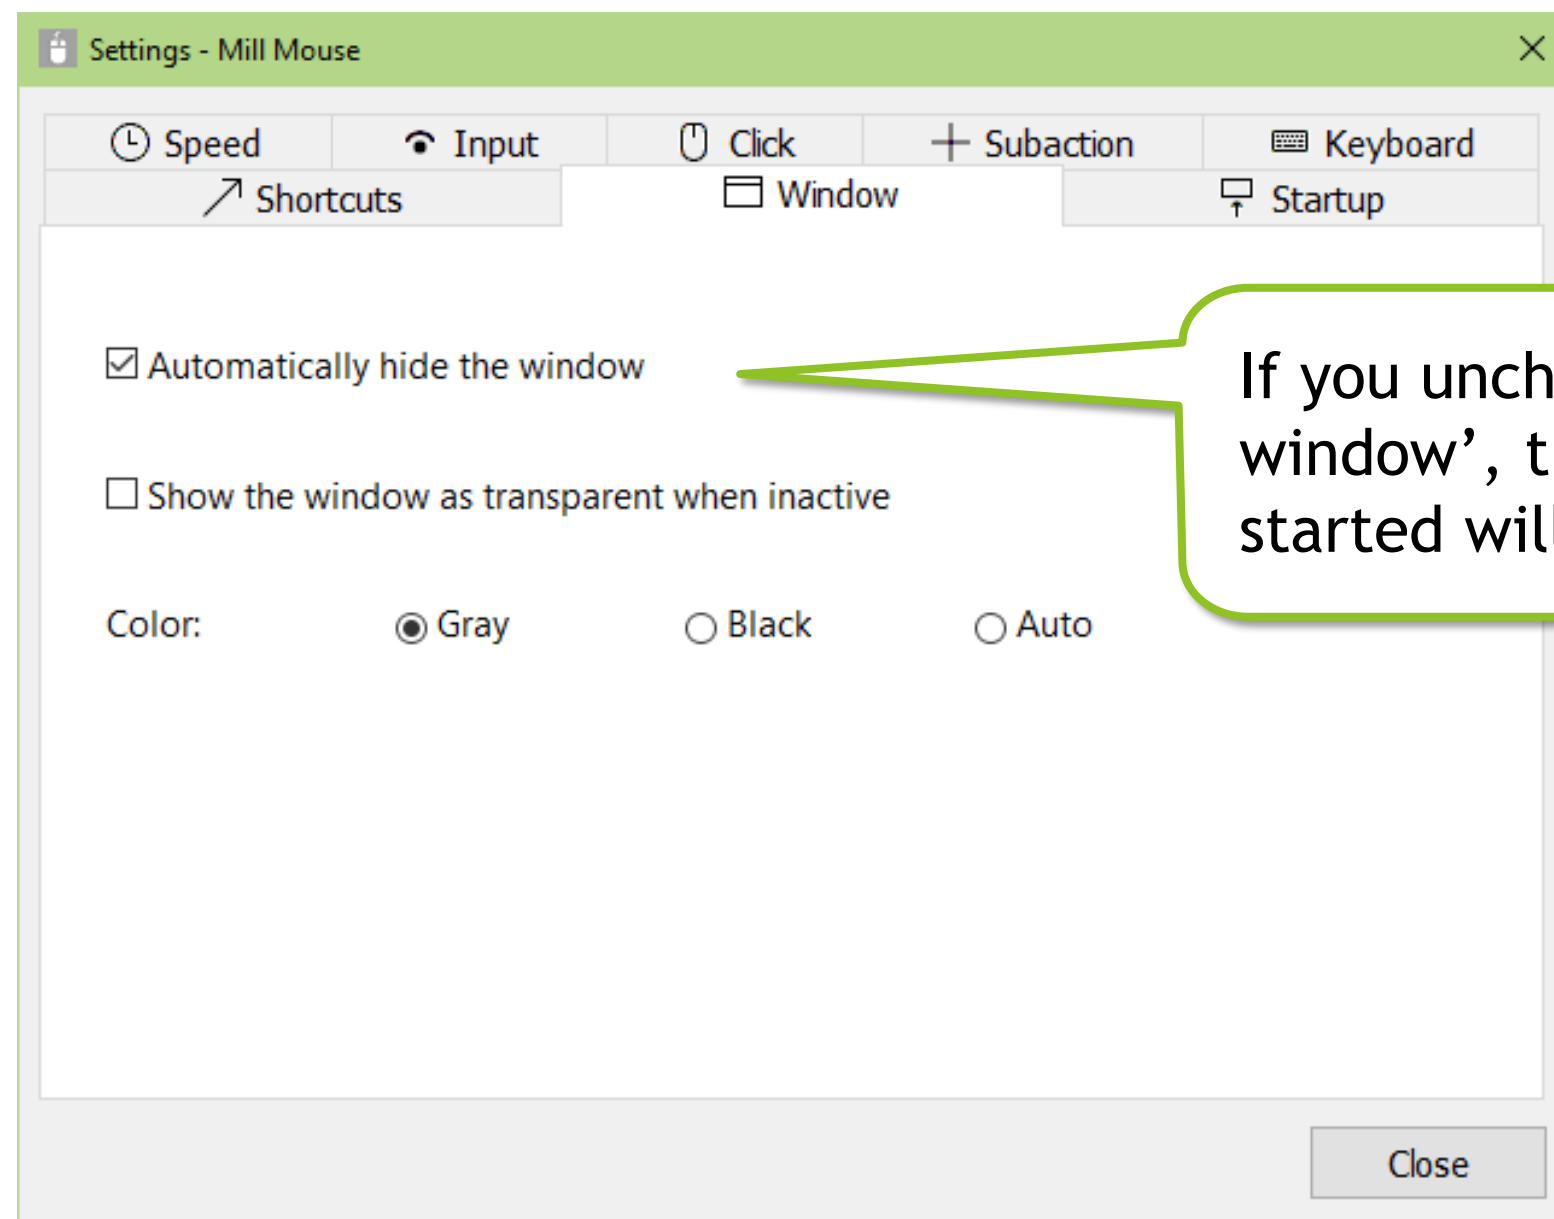 Settings - Mill Mouse
Speed Input Click Subaction Keyboard
Shortcuts Window Startup
Automatically hide the window
If you unch
window’, t
started will
Show the window as transparent when inactive
Color: Gray Black Auto
Close